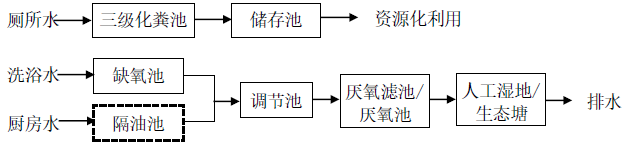 厕所水 三级化粪池 储存池 资源化利用
洗浴水 缺氧池
厨房水 隔油池
调节池
厌氧滤池/
厌氧池
人工湿地/
生态塘
排水